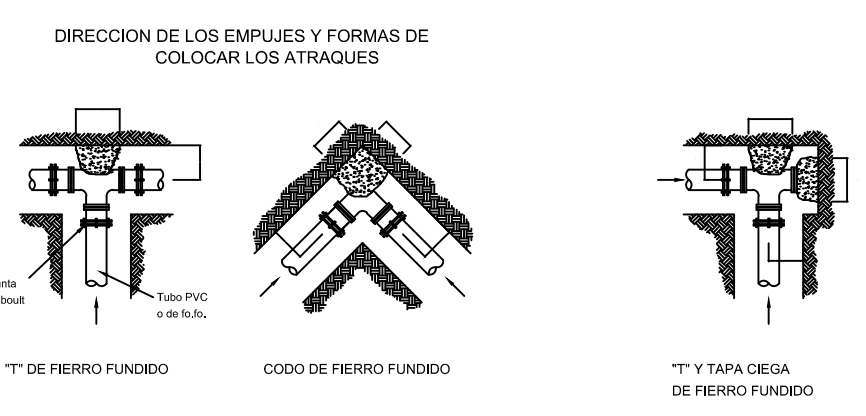 DIRECCION DE LOS EMPUJES Y FORMAS DE
COLOCAR LOS ATRAQUES
Tubo PVC
o de fo.fo.
"T" DE FIERRO FUNDIDO
CODO DE FIERRO FUNDIDO
"T" Y TAPA CIEGA
DE FIERRO FUNDIDO